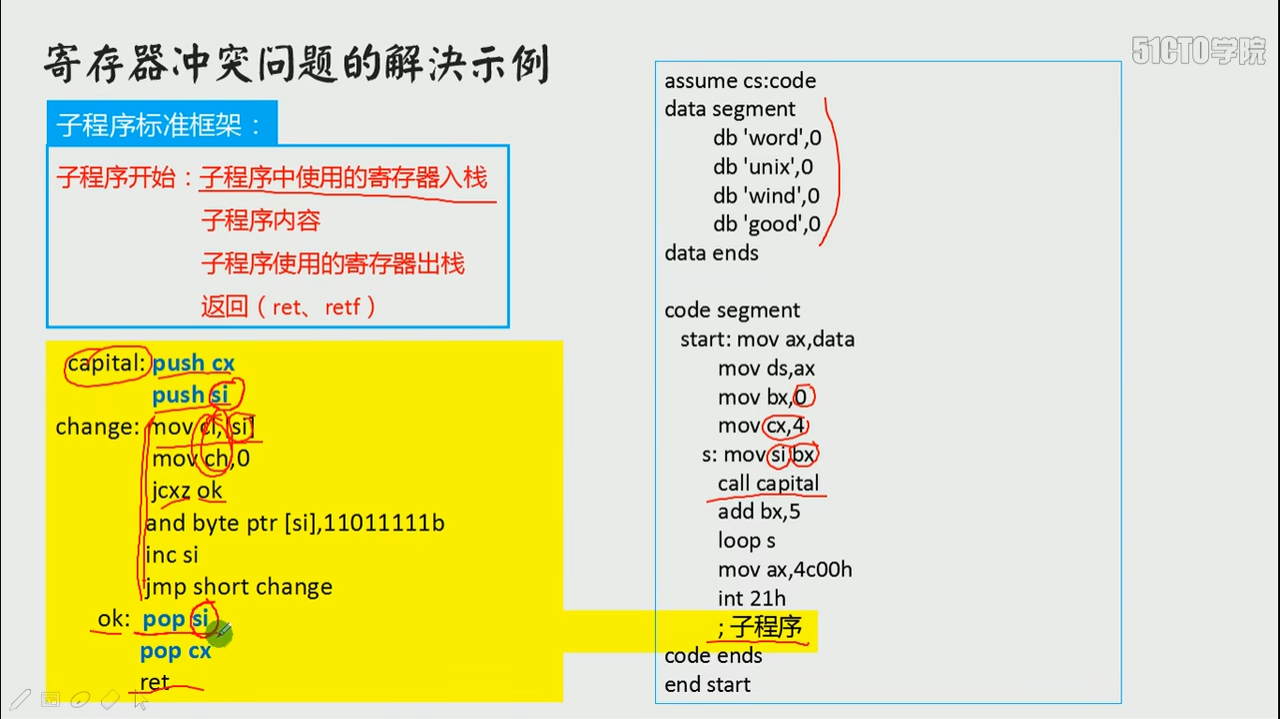 51CTO学院
寄存器冲突问题的解决示例
子程序标准框架：
子程序开始：子程序中使用的寄存器入栈
子程序内容
子程序使用的寄存器出栈
返回（ret、retf）
capital: push cx
push si
change: mov cl,[si]
mov ch,0
jcxz ok
and byte ptr [si],11011111b
inc si
jmp short change
ok: pop si
pop cx
ret
assume cs:code
data segment
db 'word',0
db 'unix',0
db 'wind',0
db 'good',0
data ends
code segment
start: mov ax,data
mov ds,ax
mov bx,0
mov cx,4
s: mov si,bx
call capital
add bx,5
loop s
mov ax,4c00h
int 21h
; 子程序
code ends
end start